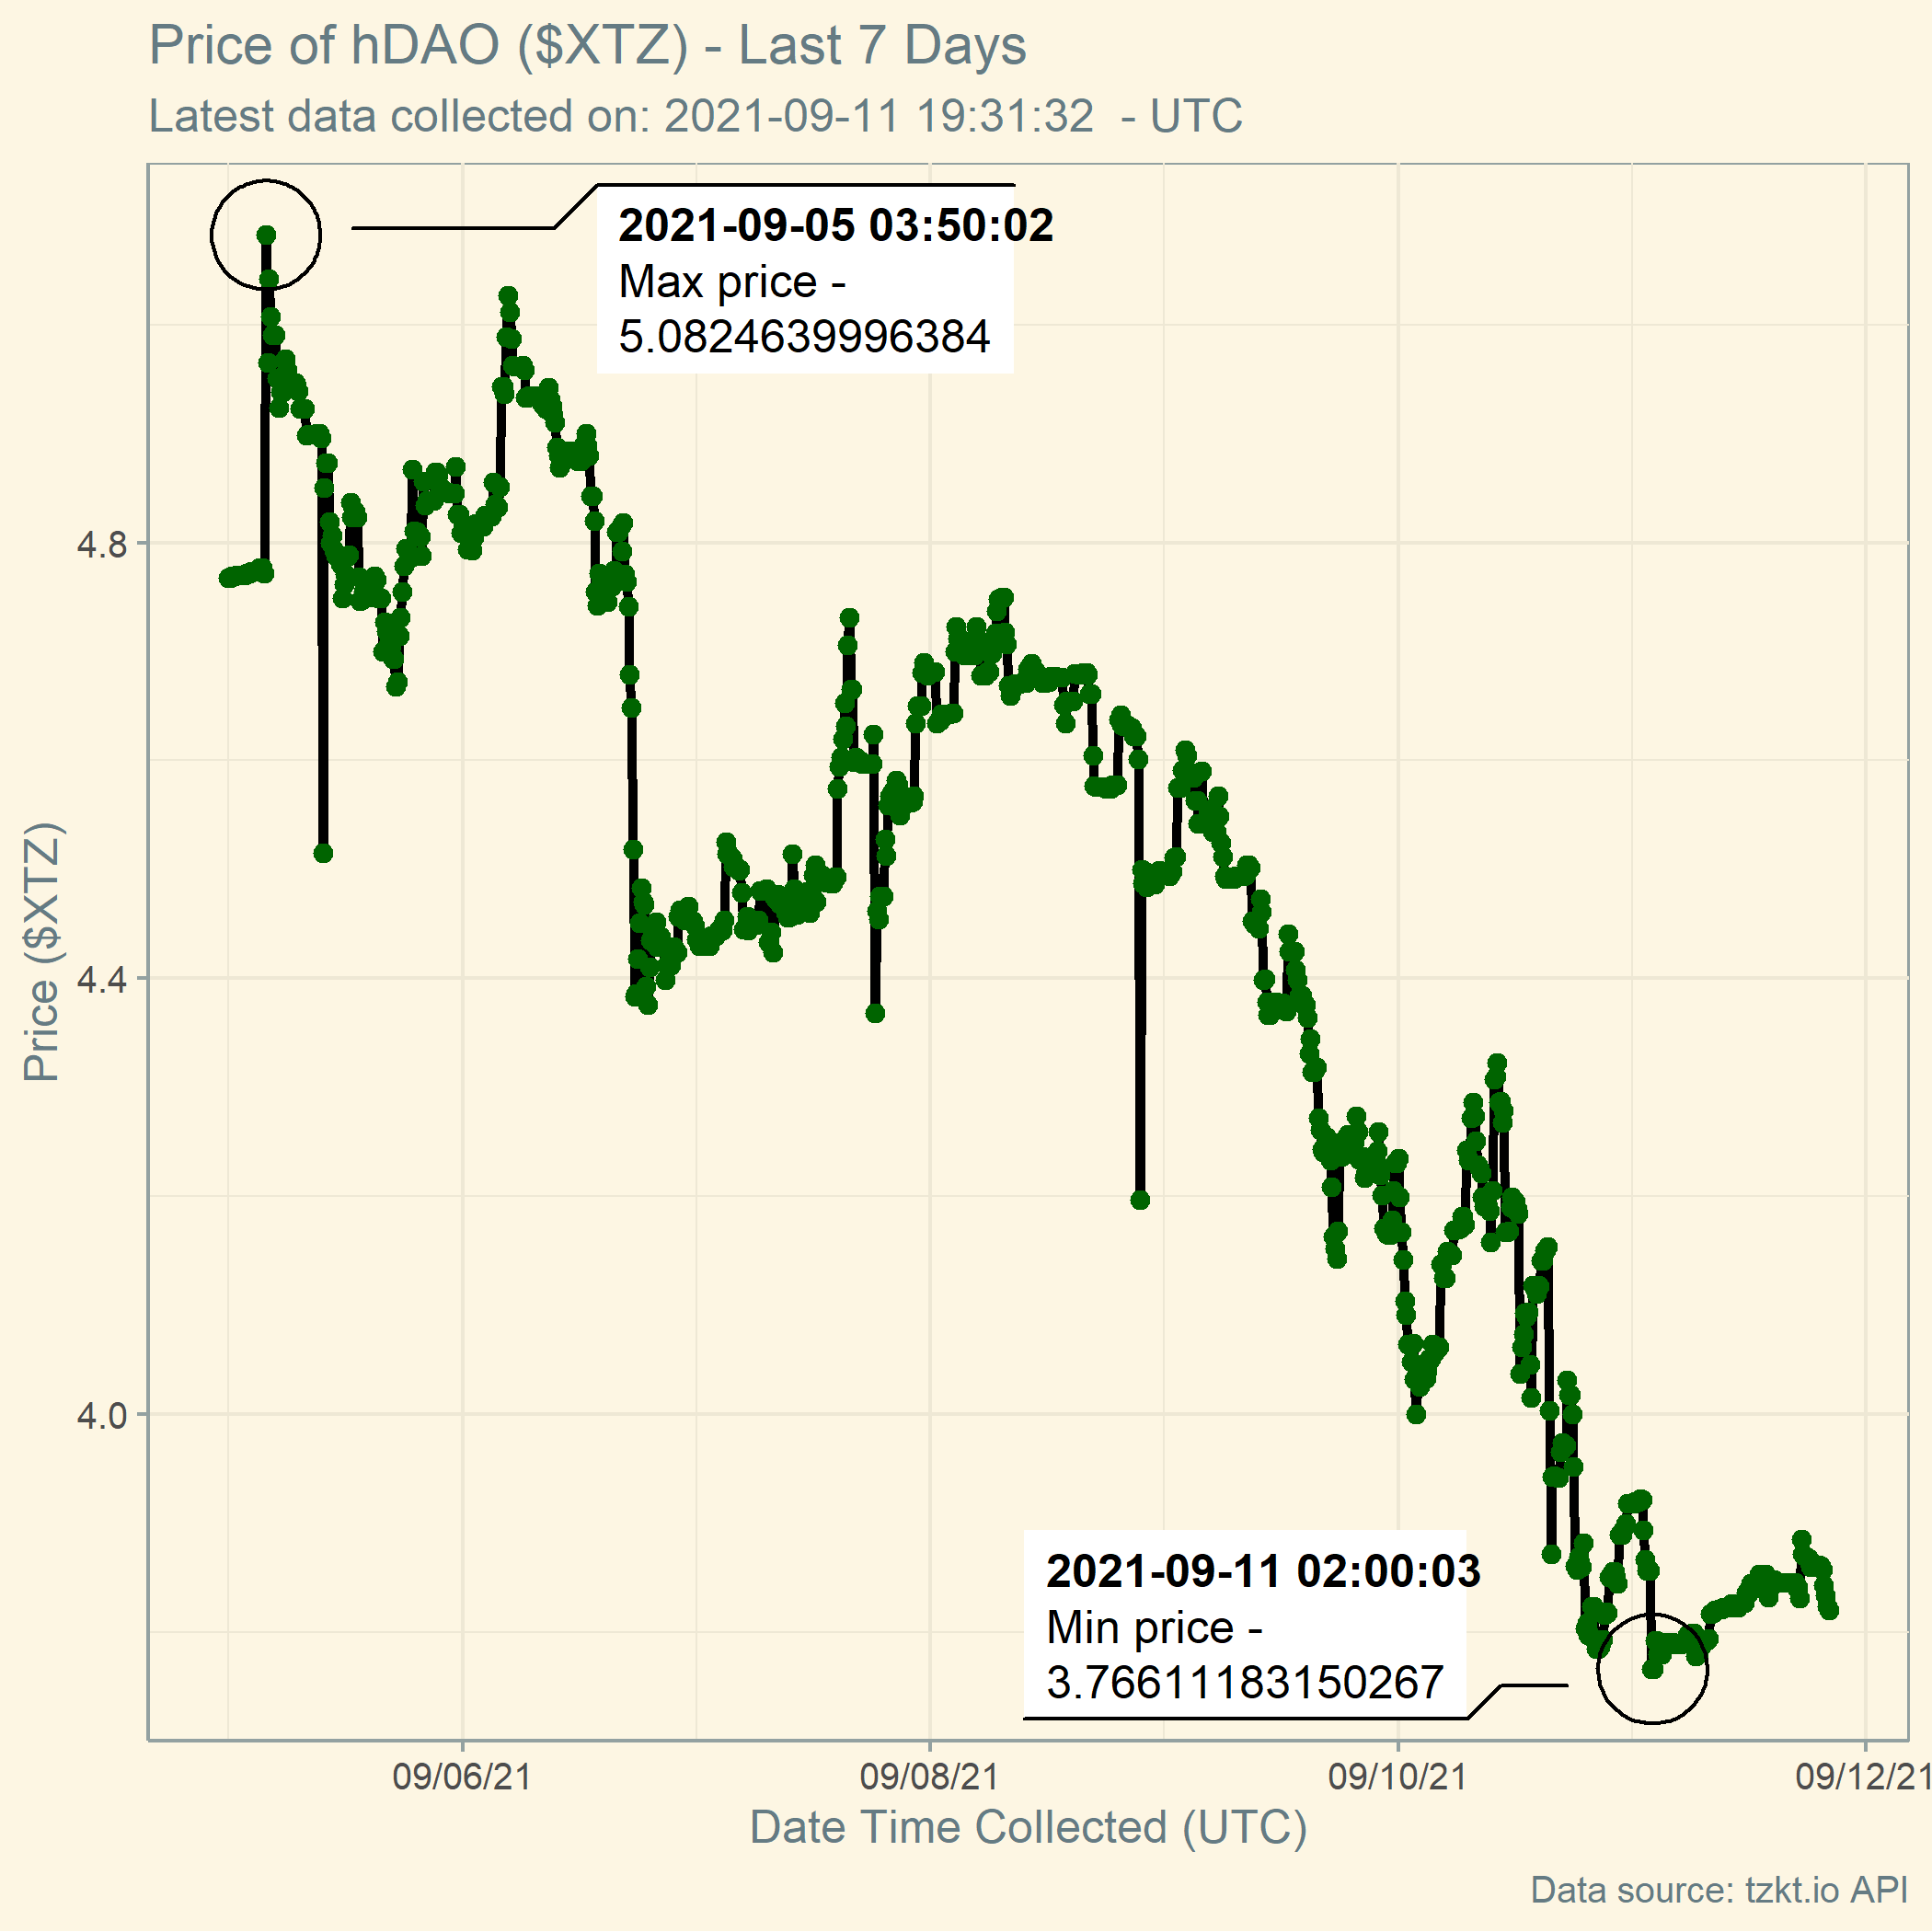 Price of hDAO ($XTZ) - Last 7 Days
Latest data collected on: 2021-09-11 19:31:32  - UTC
2021-09-05 03:50:02
Max price -
5.0824639996384
4.8
4.4
4.0
Price ($XTZ)
2021-09-11 02:00:03
Min price -
3.76611183150267
09/06/21
09/08/21
09/10/21
09/12/21
Date Time Collected (UTC)
Data source: tzkt.io API